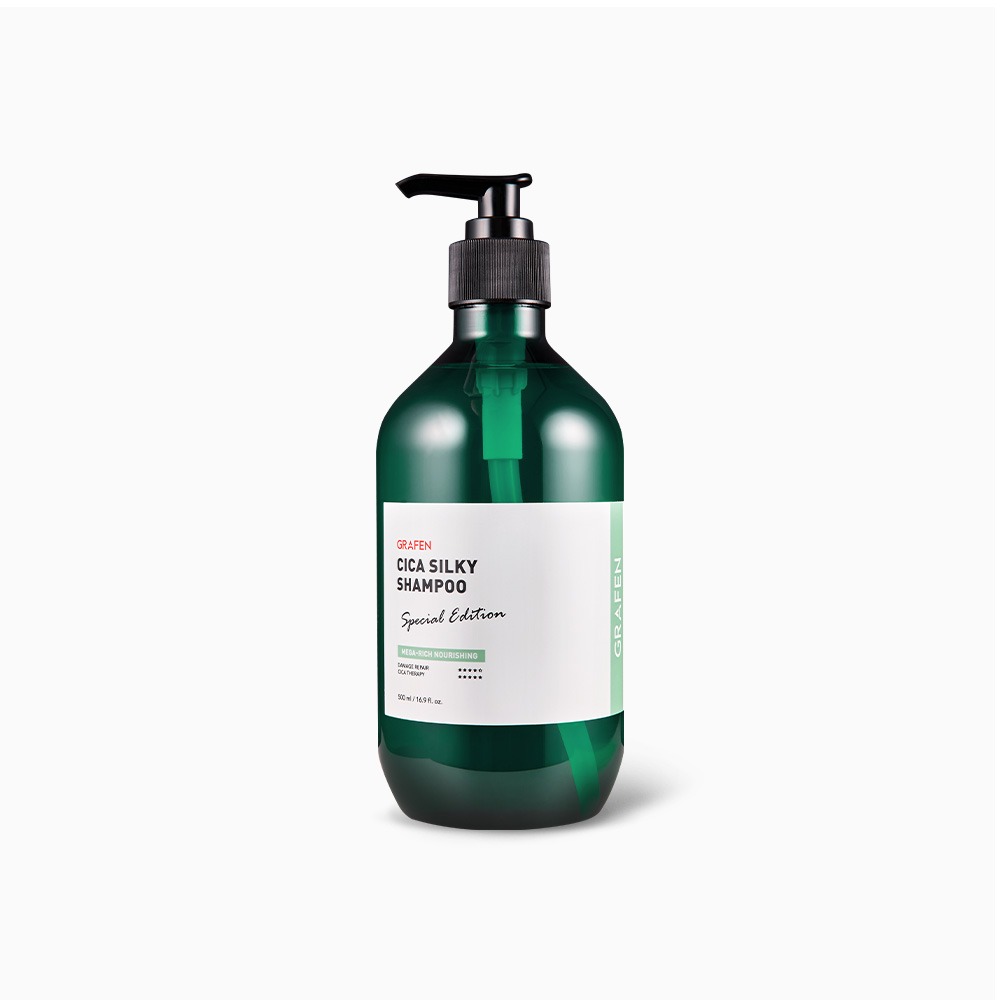 GRAFEN
CICA SILKY
SHAMPOO
Special Edition
MEGA-RICH NOURISHING
DAMAGE REPAIR ★★★★☆
CICA THERAPY ★★★★★
500 ml / 16.9 fl. oz.
GRAFEN